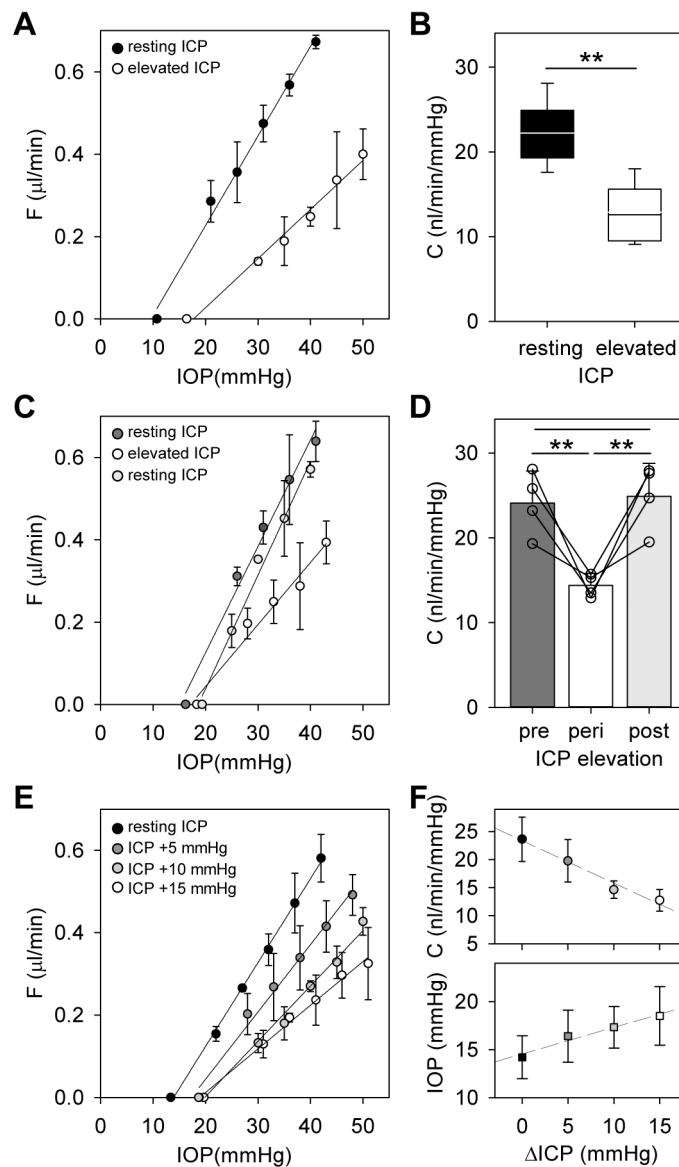 A
resting ICP
elevated ICP
F (μl/min)
0.6
0.4
0.2
0.0
0 10 20 30 40 50
IOP(mmHg)
B
**
C (nl/min/mmHg)
30
20
10
0
resting elevated
ICP
C
resting ICP
elevated ICP
resting ICP
F (μl/min)
0.6
0.4
0.2
0.0
0 10 20 30 40 50
IOP(mmHg)
D
** **
C (nl/min/mmHg)
30
20
10
0
pre peri post
ICP elevation
E
resting ICP
ICP +5 mmHg
ICP +10 mmHg
ICP +15 mmHg
F (μl/min)
0.6
0.4
0.2
0.0
0 10 20 30 40 50
IOP(mmHg)
F
C (nl/min/mmHg)
25
20
15
10
5
IOP (mmHg)
20
15
10
0 5 10 15
ΔICP (mmHg)